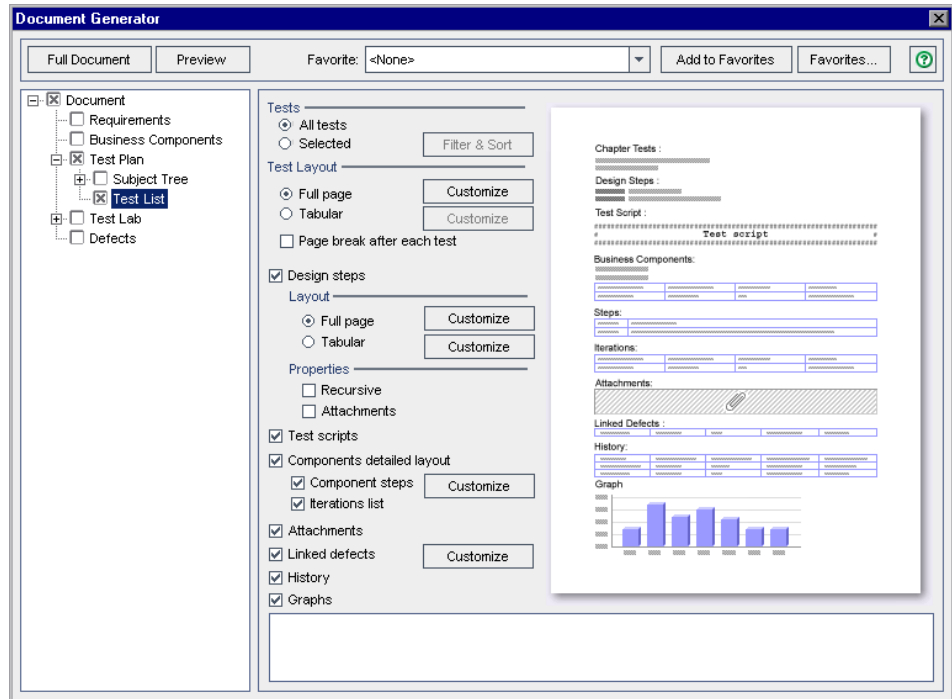 Document Generator
Full Document Preview Favorite: <None> Add to Favorites Favorites...
Document
Requirements
Business Components
Test Plan
Subject Tree
Test List
Test Lab
Defects
Tests
All tests
Selected Filter & Sort
Test Layout
Full page Customize
Tabular Customize
Page break after each test
Design steps
Layout
Full page Customize
Tabular Customize
Properties
Recursive
Attachments
Test scripts
Components detailed layout
Component steps Customize
Iterations list
Attachments
Linked defects Customize
History
Graphs
Chapter Tests :
Design Steps :
Test Script :
Test script
Business Components:
Steps:
Iterations:
Attachments:
Linked Defects :
History:
Graph